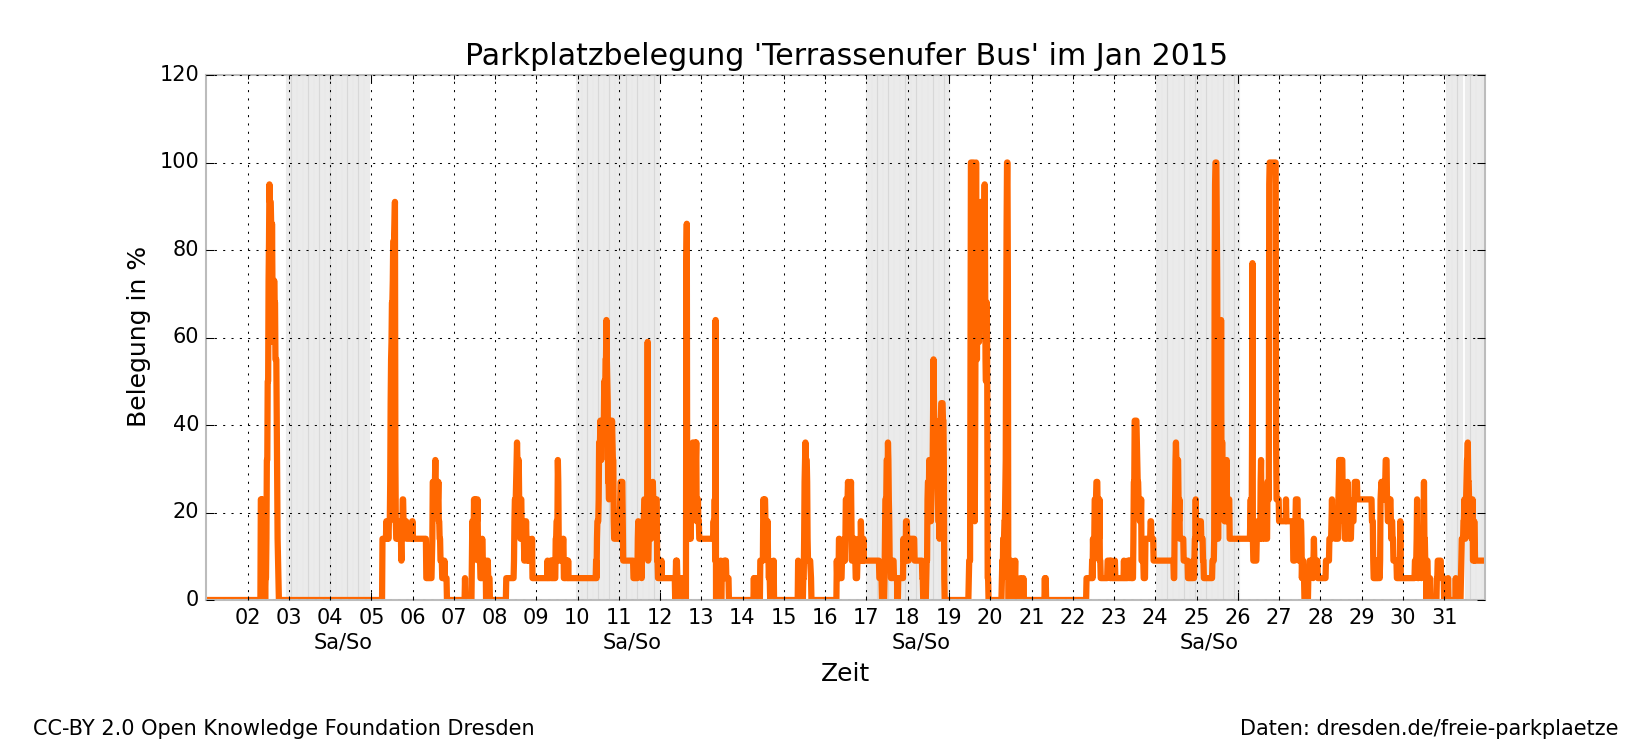 Parkplatzbelegung 'Terrassenufer Bus' im Jan 2015
120
100
80
60
40
20
0
Belegung in %
02 03 04 05 06 07 08 09 10 11 12 13 14 15 16 17 18 19 20 21 22 23 24 25 26 27 28 29 30 31
Sa/So Sa/So Sa/So Sa/So
Zeit
CC-BY 2.0 Open Knowledge Foundation Dresden
Daten: dresden.de/freie-parkplaetze